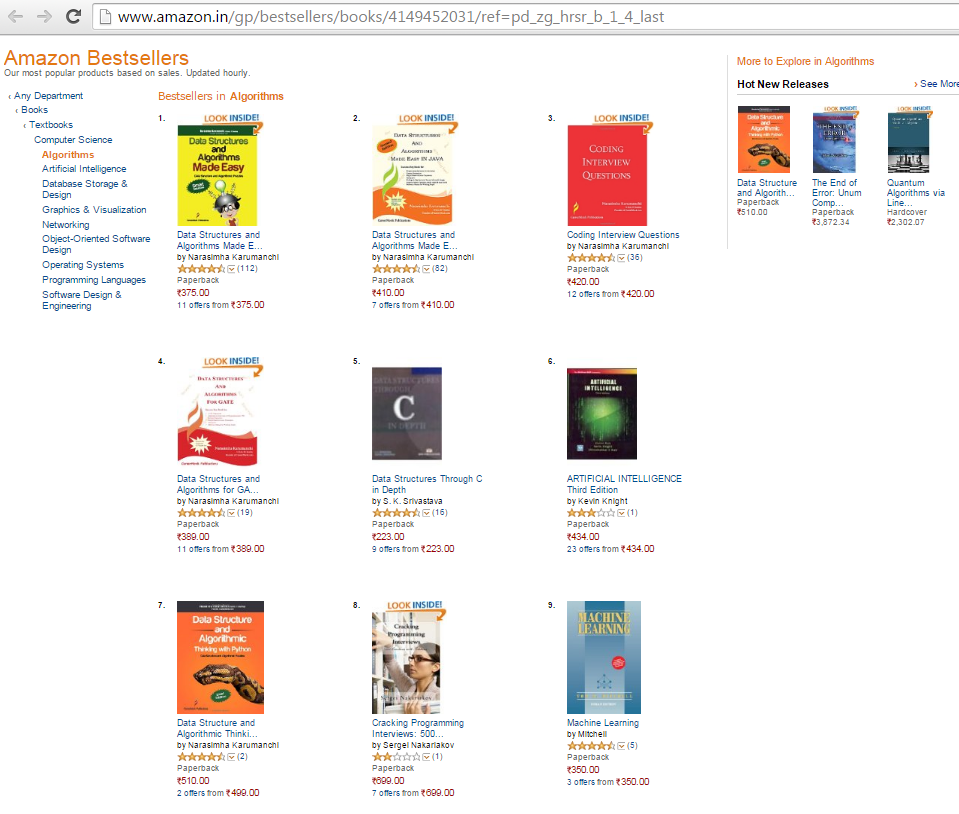 www.amazon.in/gp/bestsellers/books/4149452031/ref=pd_zg_hrsr_b_1_4_last
Amazon Bestsellers
Our most popular products based on sales. Updated hourly.
‹ Any Department
‹ Books
‹ Textbooks
Computer Science
Algorithms
Artificial Intelligence
Database Storage &
Design
Graphics & Visualization
Networking
Object-Oriented Software
Design
Operating Systems
Programming Languages
Software Design &
Engineering
Bestsellers in Algorithms
1.
LOOK INSIDE!
Data Structures
and
Algorithms
Made Easy
Data Structures and
Algorithms Made E...
by Narasimha Karumanchi
(112)
Paperback
₹375.00
11 offers from ₹375.00
2.
LOOK INSIDE!
DATA STRUCTURES
AND
ALGORITHMS
MADE EASY IN JAVA
Data Structures and
Algorithms Made E...
by Narasimha Karumanchi
(82)
Paperback
₹410.00
7 offers from ₹410.00
3.
LOOK INSIDE!
CODING
INTERVIEW
QUESTIONS
Coding Interview Questions
by Narasimha Karumanchi
(36)
Paperback
₹420.00
12 offers from ₹420.00
4.
LOOK INSIDE!
DATA STRUCTURES
AND
ALGORITHMS
FOR GATE
Data Structures and
Algorithms for GA...
by Narasimha Karumanchi
(19)
Paperback
₹389.00
11 offers from ₹389.00
5.
DATA STRUCTURES
THROUGH
C
IN DEPTH
Data Structures Through C
in Depth
by S. K. Srivastava
(16)
Paperback
₹223.00
9 offers from ₹223.00
6.
ARTIFICIAL
INTELLIGENCE
ARTIFICIAL INTELLIGENCE
Third Edition
by Kevin Knight
(1)
Paperback
₹434.00
23 offers from ₹434.00
7.
Data Structure
and
Algorithmic
Thinking with Python
Data Structure and
Algorithmic Thinki...
by Narasimha Karumanchi
(2)
Paperback
₹510.00
2 offers from ₹499.00
8.
LOOK INSIDE!
Cracking
Programming
Interviews
Sergei Nakariakov
Cracking Programming
Interviews: 500...
by Sergei Nakariakov
(1)
Paperback
₹699.00
7 offers from ₹699.00
9.
MACHINE
LEARNING
Machine Learning
by Mitchell
(5)
Paperback
₹350.00
3 offers from ₹350.00
More to Explore in Algorithms
Hot New Releases
› See More
Data Structure
and
Algorithmic
Thinking with Python
Data Structure
and Algorith...
Paperback
₹510.00
THE END
of
ERROR
The End of
Error: Unum
Comp...
Paperback
₹3,872.34
Quantum
Algorithms via
Line...
Hardcover
₹2,302.07